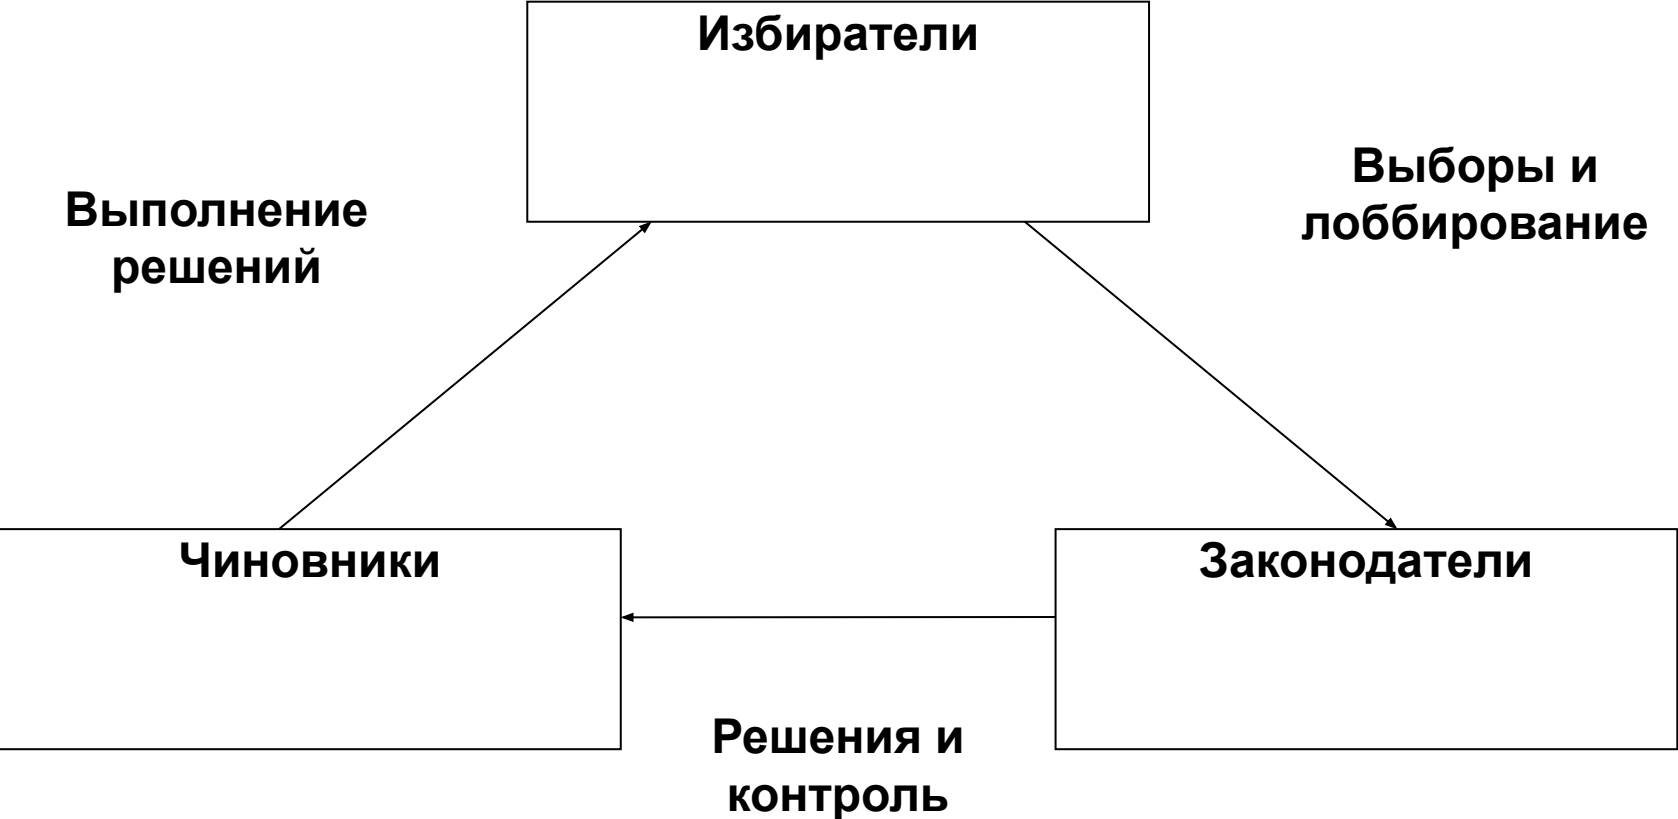 Избиратели
Выборы и
лоббирование
Выполнение
решений
Чиновники
Законодатели
Решения и
контроль